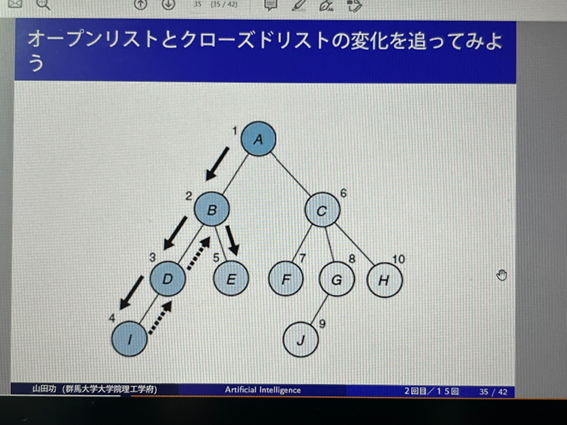 35 (35 / 42)
オープンリストとクローズドリストの変化を追ってみよ
う
1 A
2 B
C 6
3 D
5 E
F 7
G 8
H 10
4 I
J 9
山田功 (群馬大学大学院理工学府) Artificial Intelligence 2回目/15回 35 / 42